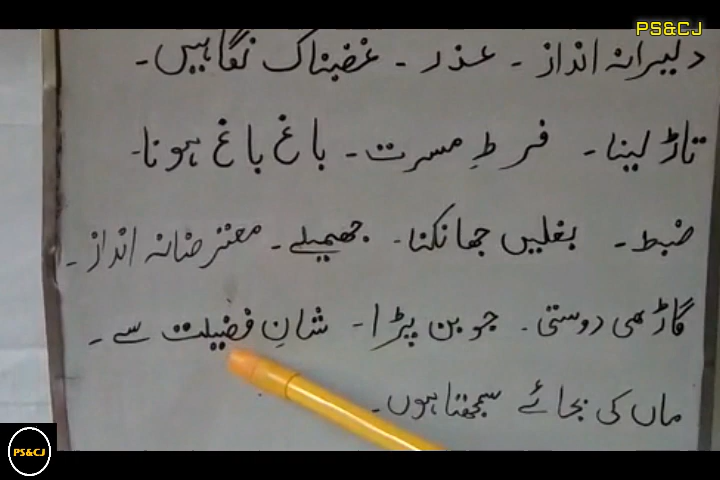 PS&CJ
دلیرانہ انداز ۔ عذر ۔ غضبناک نگاہیں ۔
تاڑ لینا ۔ فرطِ مسرت ۔ باغ باغ ہونا ۔
ضبط ۔ بغلیں جھانکنا ۔ جھمیلے ۔ معترضانہ انداز ۔
گاڑھی دوستی ۔ جو بن پڑا ۔ شانِ فضیلت سے ۔
ماں کی بجائے سمجھتا ہوں ۔
PS&CJ